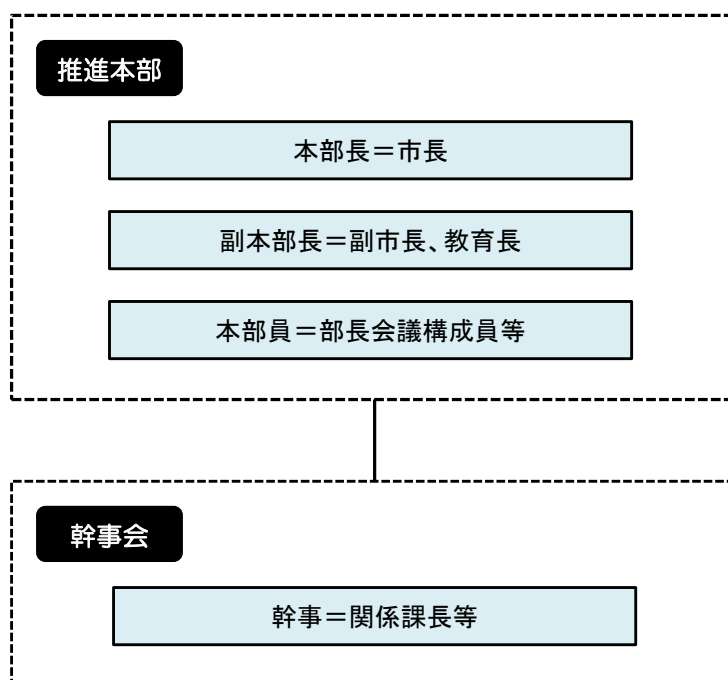 推進本部
本部長＝市長
副本部長＝副市長、教育長
本部員＝部長会議構成員等
幹事会
幹事＝関係課長等